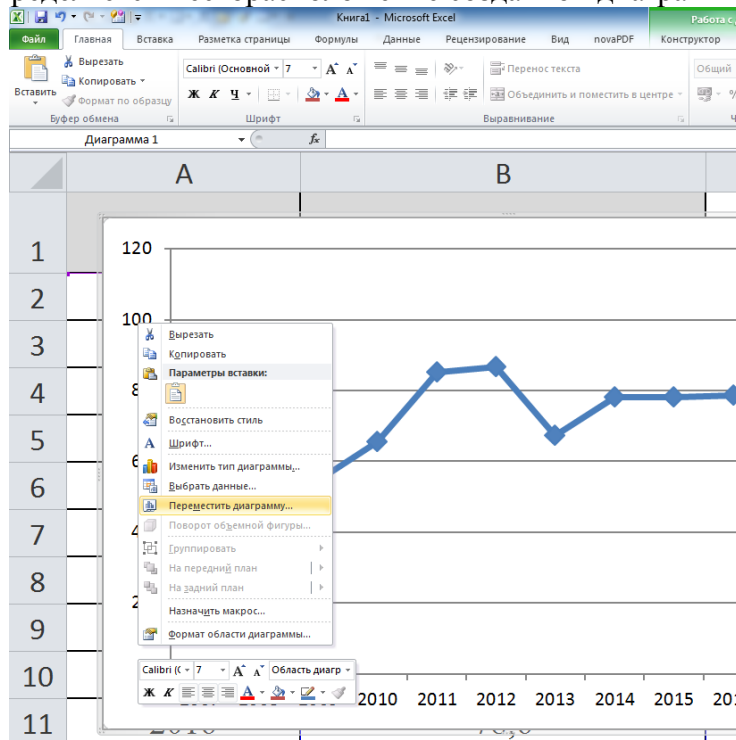 Книга1 - Microsoft Excel
Работа с
Файл Главная Вставка Разметка страницы Формулы Данные Рецензирование Вид novaPDF Конструктор
Вставить
Вырезать
Копировать
Формат по образцу
Calibri (Основной 7
Ж К Ч
Перенос текста
Объединить и поместить в центре
Общий
Буфер обмена Шрифт Выравнивание
Диаграмма 1 fx
A B
1
2
3
4
5
6
7
8
9
10
11
120
100
Вырезать
Копировать
Параметры вставки:
Восстановить стиль
Шрифт...
Изменить тип диаграммы...
Выбрать данные...
Переместить диаграмму...
Поворот объемной фигуры...
Группировать
На передний план
На задний план
Назначить макрос...
Формат области диаграммы...
Calibri (С 7 A A Область диагр
Ж К
2010 2011 2012 2013 2014 2015